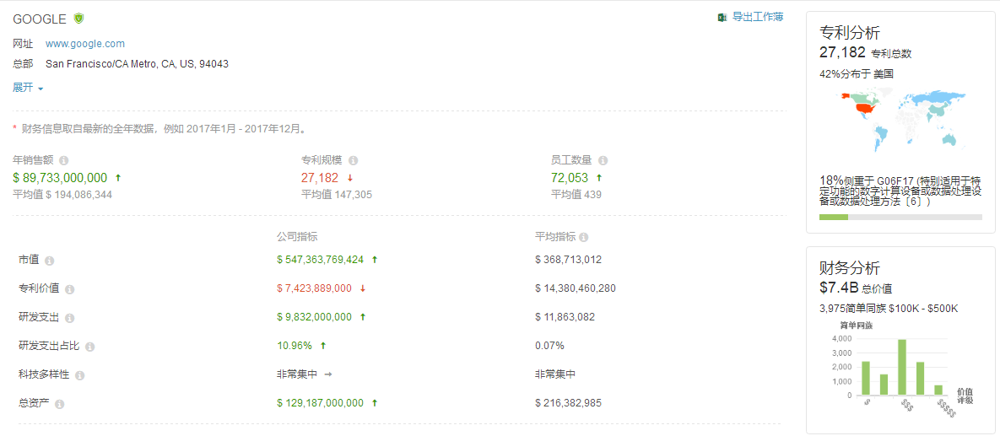 GOOGLE
导出工作薄
网址 www.google.com
总部 San Francisco/CA Metro, CA, US, 94043
展开
* 财务信息取自最新的全年数据，例如 2017年1月 - 2017年12月。
年销售额 专利规模 员工数量
$ 89,733,000,000 ↑ 27,182 ↓ 72,053 ↑
平均值 $ 194,086,344 平均值 147,305 平均值 439
公司指标 平均指标
市值 $ 547,363,769,424 ↑ $ 368,713,012
专利价值 $ 7,423,889,000 ↓ $ 14,380,460,280
研发支出 $ 9,832,000,000 ↑ $ 11,863,082
研发支出占比 10.96% ↑ 0.07%
科技多样性 非常集中 → 非常集中
总资产 $ 129,187,000,000 ↑ $ 216,382,985
专利分析
27,182 专利总数
42%分布于 美国
18%侧重于 G06F17 (特别适用于特
定功能的数字计算设备或数据处理设
备或数据处理方法〔6〕)
财务分析
$7.4B 总价值
3,975简单同族 $100K - $500K
简单同族
4,000
3,000
2,000
1,000
0
$ $$$ $$$$$
价值
评级